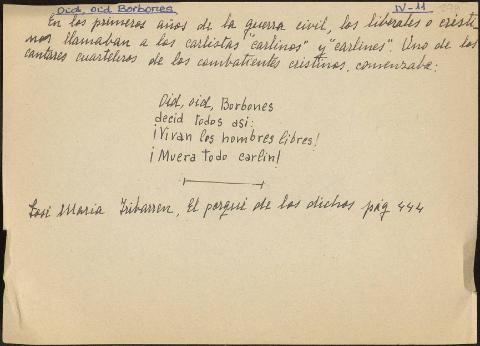 Oid, oid Borbones
IV-11
En los primeros años de la guerra civil, los liberales o cristi
nos llamaban a los carlistas "carlinos" y "carlines". Uno de los
cantares cuarteleros de los combatientes cristinos, comenzaba:
Oid, oid, Borbones
decid todos asi:
¡Vivan los hombres libres!
¡Muera todo carlin!
José Maria Iribarren, El porqué de los dichos pág 444